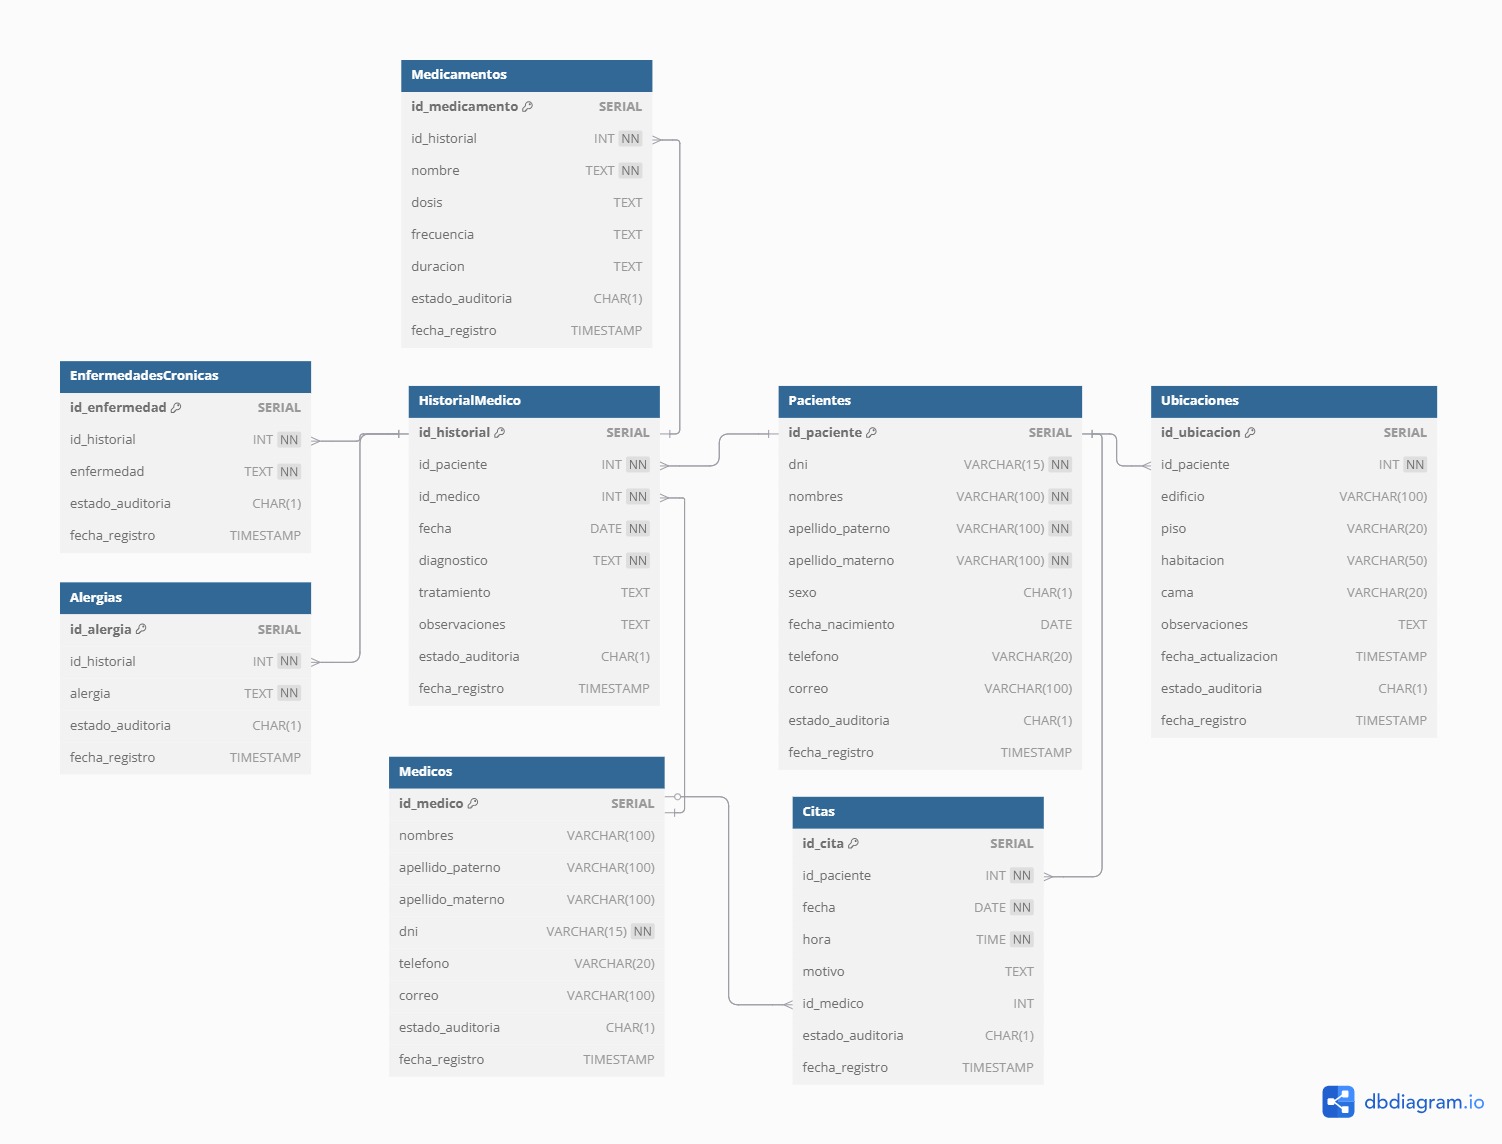 Medicamentos
id_medicamento SERIAL
id_historial INT NN
nombre TEXT NN
dosis TEXT
frecuencia TEXT
duracion TEXT
estado_auditoria CHAR(1)
fecha_registro TIMESTAMP
EnfermedadesCronicas
id_enfermedad SERIAL
id_historial INT NN
enfermedad TEXT NN
estado_auditoria CHAR(1)
fecha_registro TIMESTAMP
HistorialMedico
id_historial SERIAL
id_paciente INT NN
id_medico INT NN
fecha DATE NN
diagnostico TEXT NN
tratamiento TEXT
observaciones TEXT
estado_auditoria CHAR(1)
fecha_registro TIMESTAMP
Pacientes
id_paciente SERIAL
dni VARCHAR(15) NN
nombres VARCHAR(100) NN
apellido_paterno VARCHAR(100) NN
apellido_materno VARCHAR(100) NN
sexo CHAR(1)
fecha_nacimiento DATE
telefono VARCHAR(20)
correo VARCHAR(100)
estado_auditoria CHAR(1)
fecha_registro TIMESTAMP
Ubicaciones
id_ubicacion SERIAL
id_paciente INT NN
edificio VARCHAR(100)
piso VARCHAR(20)
habitacion VARCHAR(50)
cama VARCHAR(20)
observaciones TEXT
fecha_actualizacion TIMESTAMP
estado_auditoria CHAR(1)
fecha_registro TIMESTAMP
Alergias
id_alergia SERIAL
id_historial INT NN
alergia TEXT NN
estado_auditoria CHAR(1)
fecha_registro TIMESTAMP
Medicos
id_medico SERIAL
nombres VARCHAR(100)
apellido_paterno VARCHAR(100)
apellido_materno VARCHAR(100)
dni VARCHAR(15) NN
telefono VARCHAR(20)
correo VARCHAR(100)
estado_auditoria CHAR(1)
fecha_registro TIMESTAMP
Citas
id_cita SERIAL
id_paciente INT NN
fecha DATE NN
hora TIME NN
motivo TEXT
id_medico INT
estado_auditoria CHAR(1)
fecha_registro TIMESTAMP
dbdiagram.io